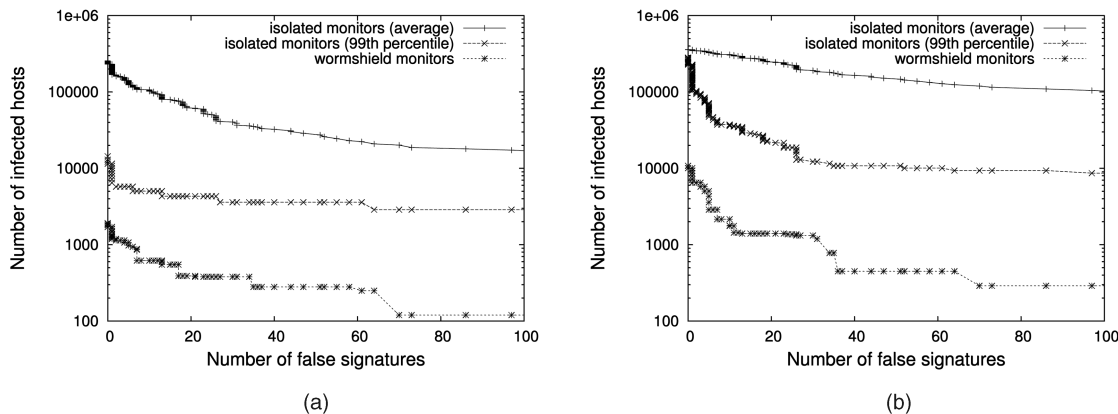 1e+06
100000
10000
1000
100
0
20
40
60
80
100
Number of infected hosts
Number of false signatures
isolated monitors (average)
isolated monitors (99th percentile)
wormshield monitors
(a)
1e+06
100000
10000
1000
100
0
20
40
60
80
100
Number of infected hosts
Number of false signatures
isolated monitors (average)
isolated monitors (99th percentile)
wormshield monitors
(b)